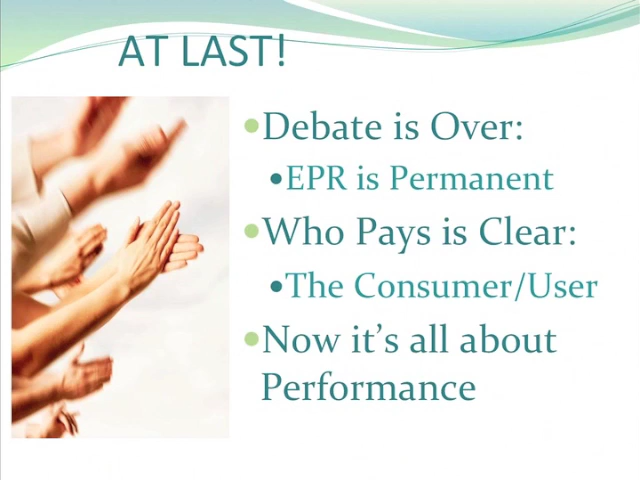 AT LAST!
•Debate is Over:
•EPR is Permanent
•Who Pays is Clear:
•The Consumer/User
•Now it’s all about
Performance